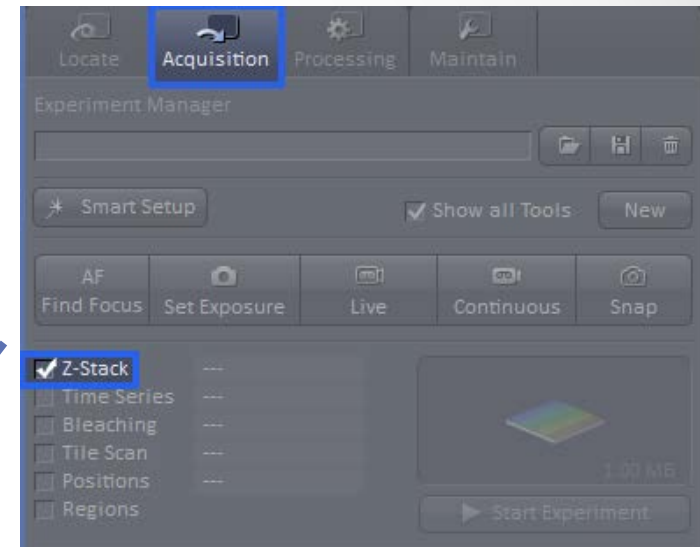 Locate Acquisition Processing Maintain
Experiment Manager
Smart Setup Show all Tools New
AF
Find Focus Set Exposure Live Continuous Snap
Z-Stack ---
Time Series ---
Bleaching ---
Tile Scan ---
Positions ---
Regions
1.00 MB
Start Experiment